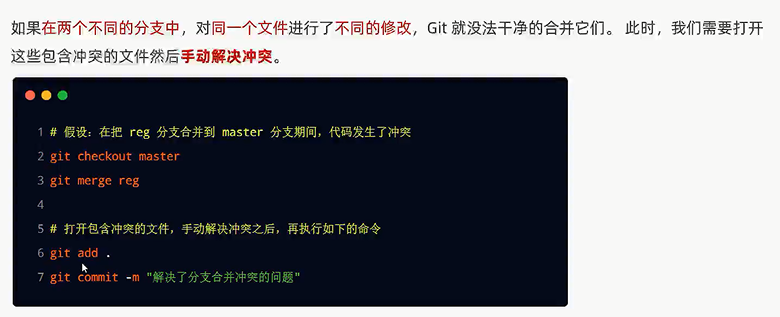 如果在两个不同的分支中，对同一个文件进行了不同的修改，Git 就没法干净的合并它们。 此时，我们需要打开
这些包含冲突的文件然后手动解决冲突。
1 # 假设：在把 reg 分支合并到 master 分支期间，代码发生了冲突
2 git checkout master
3 git merge reg
4
5 # 打开包含冲突的文件，手动解决冲突之后，再执行如下的命令
6 git add .
7 git commit -m "解决了分支合并冲突的问题"